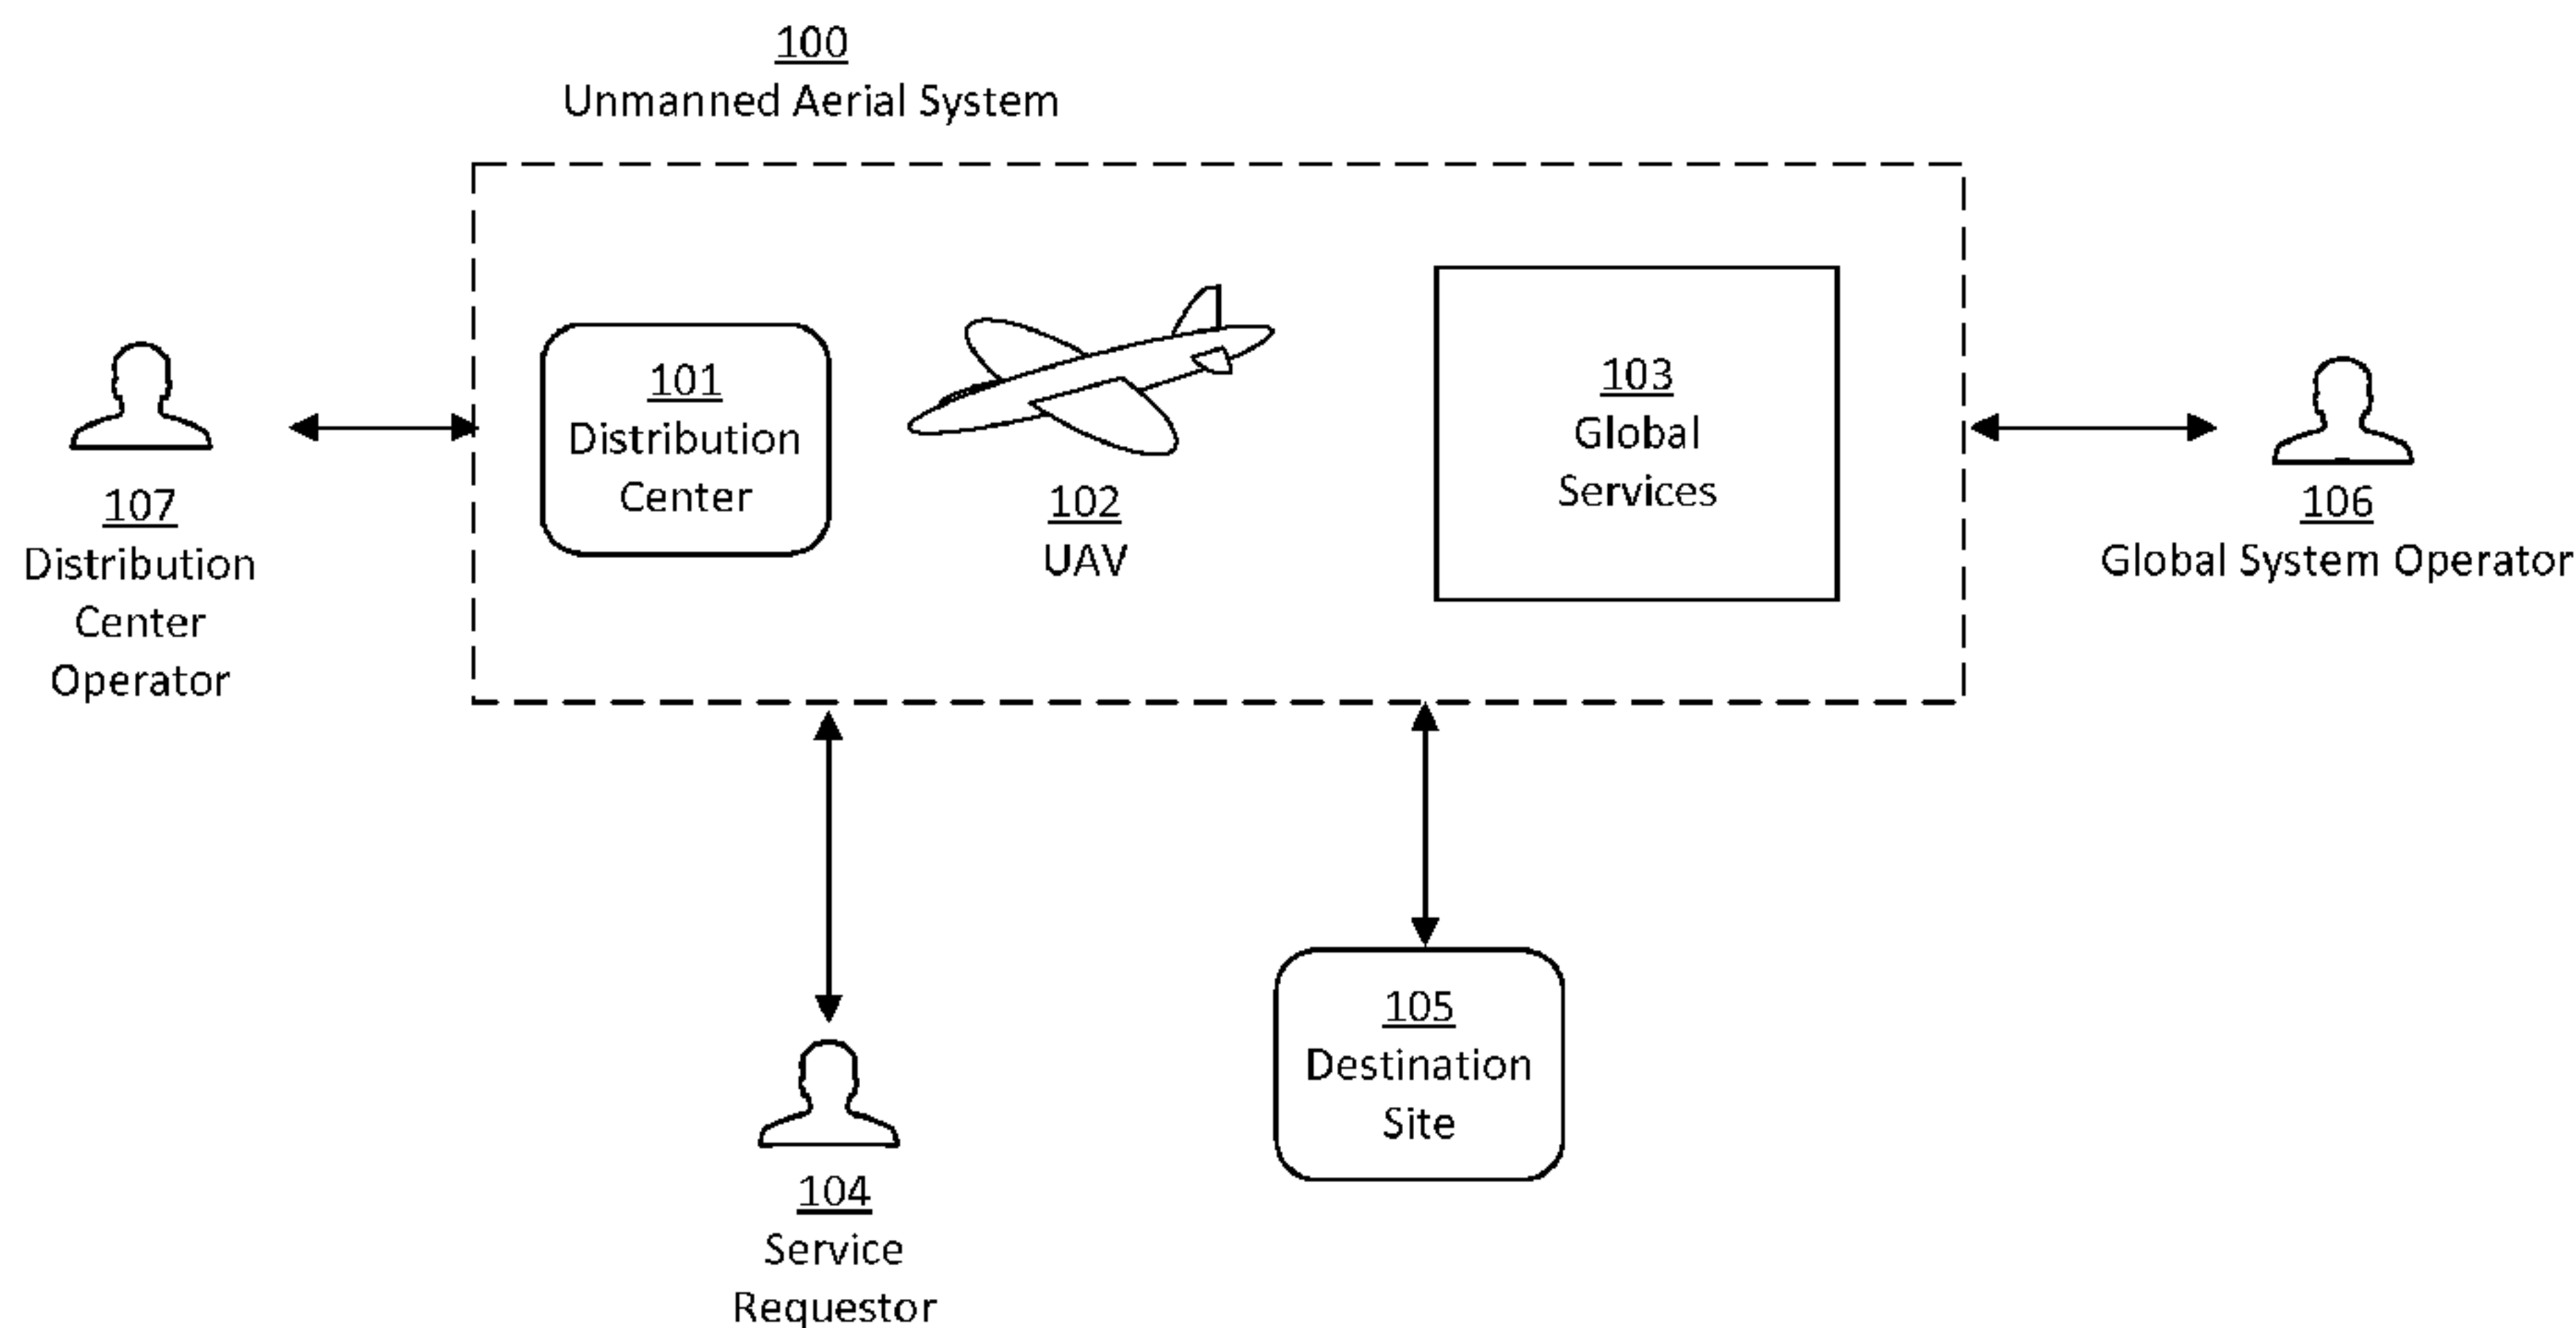 100
Unmanned Aerial System
101
Distribution
Center
102
UAV
103
Global
Services
107
Distribution
Center
Operator
106
Global System Operator
104
Service
Requestor
105
Destination
Site